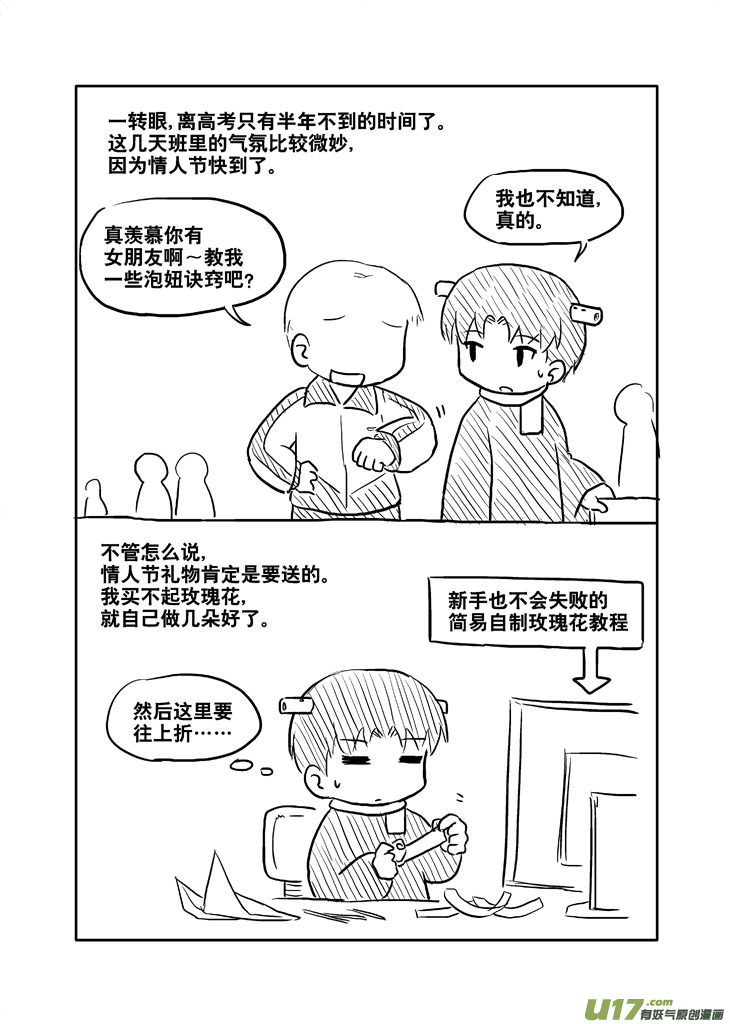 一转眼,离高考只有半年不到的时间了。
这几天班里的气氛比较微妙,
因为情人节快到了。
真羡慕你有
女朋友啊～教我
一些泡妞诀窍吧?
我也不知道,
真的。
不管怎么说,
情人节礼物肯定是要送的。
我买不起玫瑰花,
就自己做几朵好了。
新手也不会失败的
简易自制玫瑰花教程
然后这里要
往上折……
U17.com
有妖气原创漫画